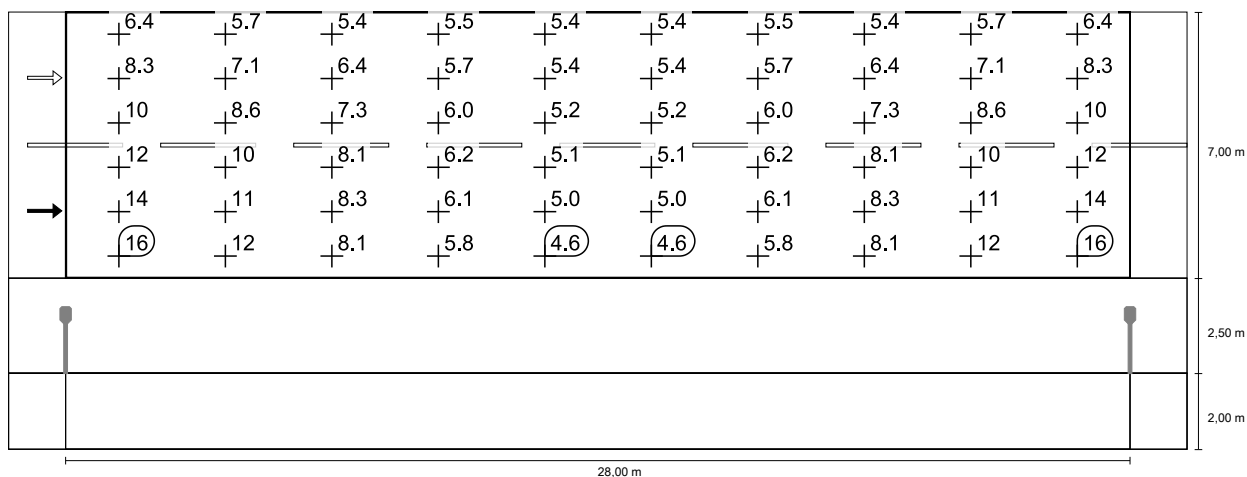 6.4 5.7 5.4 5.5 5.4 5.4 5.5 5.4 5.7 6.4
8.3 7.1 6.4 5.7 5.4 5.4 5.7 6.4 7.1 8.3
10 8.6 7.3 6.0 5.2 5.2 6.0 7.3 8.6 10
12 10 8.1 6.2 5.1 5.1 6.2 8.1 10 12
7,00 m
14 11 8.3 6.1 5.0 5.0 6.1 8.3 11 14
16 12 8.1 5.8 4.6 4.6 5.8 8.1 12 16
2,50 m
2,00 m
28,00 m